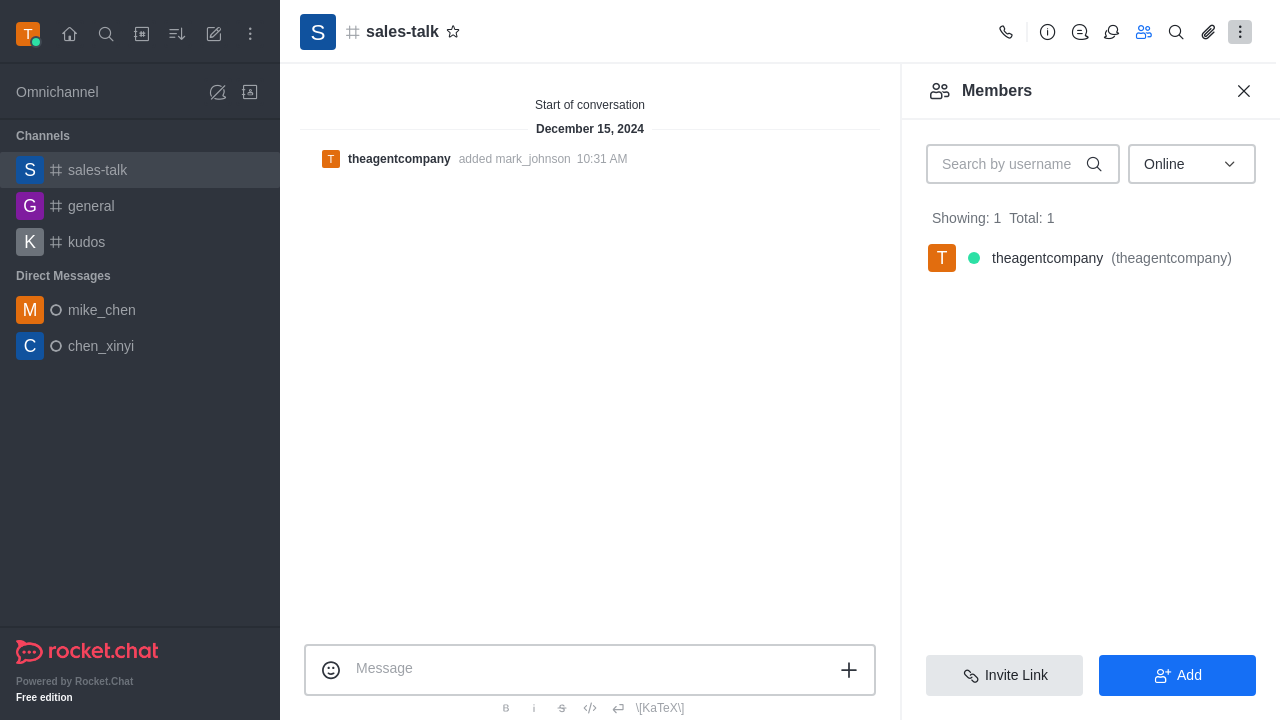 T
Omnichannel
Channels
S sales-talk
G general
K kudos
Direct Messages
M mike_chen
C chen_xinyi
rocket.chat
Powered by Rocket.Chat
Free edition
S sales-talk
Start of conversation
December 15, 2024
T theagentcompany added mark_johnson 10:31 AM
Message
B i S \[KaTeX\]
Members
Search by username Online
Showing: 1 Total: 1
T theagentcompany (theagentcompany)
Invite Link Add